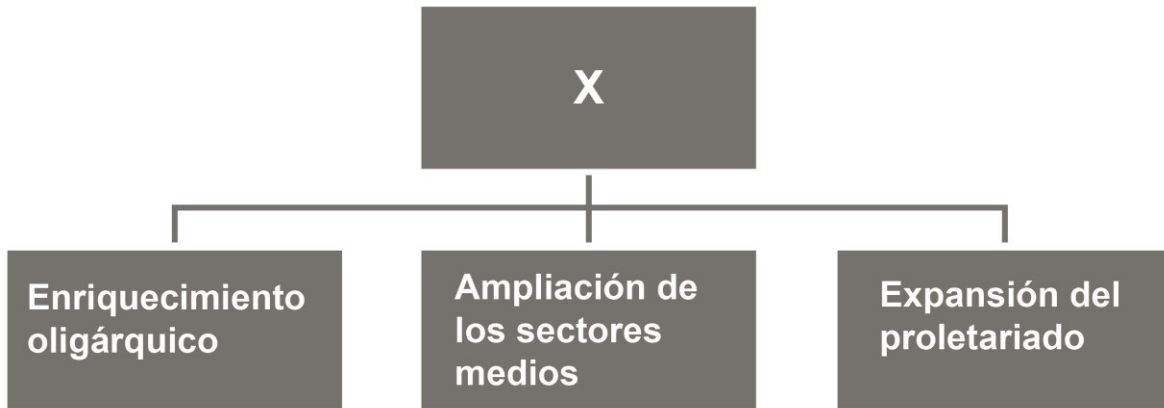 X
Enriquecimiento
oligárquico
Ampliación de
los sectores
medios
Expansión del
proletariado